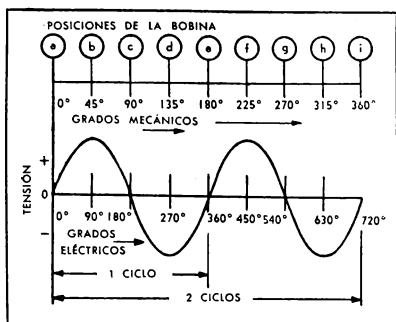 POSICIONES DE LA BOBINA
a b c d e f g h i
0° 45° 90° 135° 180° 225° 270° 315° 360°
GRADOS MECÁNICOS
TENSIÓN
+
0
−
0° 90° 180° 270° 360° 450° 540° 630° 720°
GRADOS
ELÉCTRICOS
1 CICLO
2 CICLOS